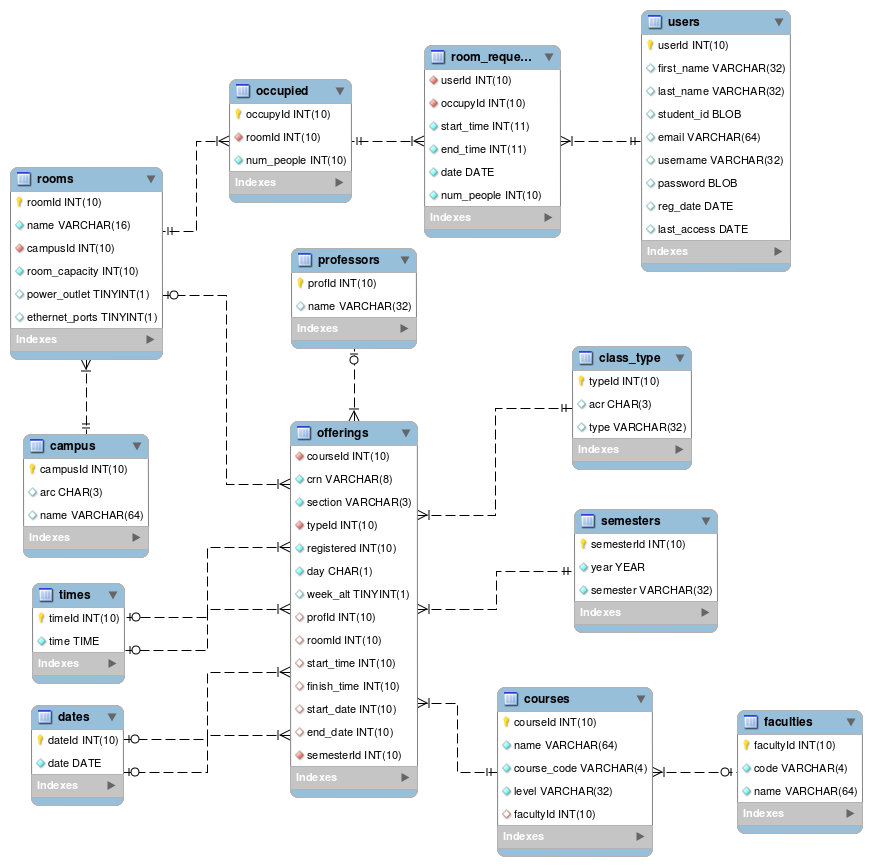 users
userId INT(10)
first_name VARCHAR(32)
last_name VARCHAR(32)
student_id BLOB
email VARCHAR(64)
username VARCHAR(32)
password BLOB
reg_date DATE
last_access DATE
Indexes
room_reque...
userId INT(10)
occupyId INT(10)
start_time INT(11)
end_time INT(11)
date DATE
num_people INT(10)
Indexes
occupied
occupyId INT(10)
roomId INT(10)
num_people INT(10)
Indexes
rooms
roomId INT(10)
name VARCHAR(16)
campusId INT(10)
room_capacity INT(10)
power_outlet TINYINT(1)
ethernet_ports TINYINT(1)
Indexes
professors
profId INT(10)
name VARCHAR(32)
Indexes
class_type
typeId INT(10)
acr CHAR(3)
type VARCHAR(32)
Indexes
campus
campusId INT(10)
arc CHAR(3)
name VARCHAR(64)
Indexes
offerings
courseId INT(10)
crn VARCHAR(8)
section VARCHAR(3)
typeId INT(10)
registered INT(10)
day CHAR(1)
week_alt TINYINT(1)
profId INT(10)
roomId INT(10)
start_time INT(10)
finish_time INT(10)
start_date INT(10)
end_date INT(10)
semesterId INT(10)
Indexes
semesters
semesterId INT(10)
year YEAR
semester VARCHAR(32)
Indexes
times
timeId INT(10)
time TIME
Indexes
dates
dateId INT(10)
date DATE
Indexes
courses
courseId INT(10)
name VARCHAR(64)
course_code VARCHAR(4)
level VARCHAR(32)
facultyId INT(10)
Indexes
faculties
facultyId INT(10)
code VARCHAR(4)
name VARCHAR(64)
Indexes